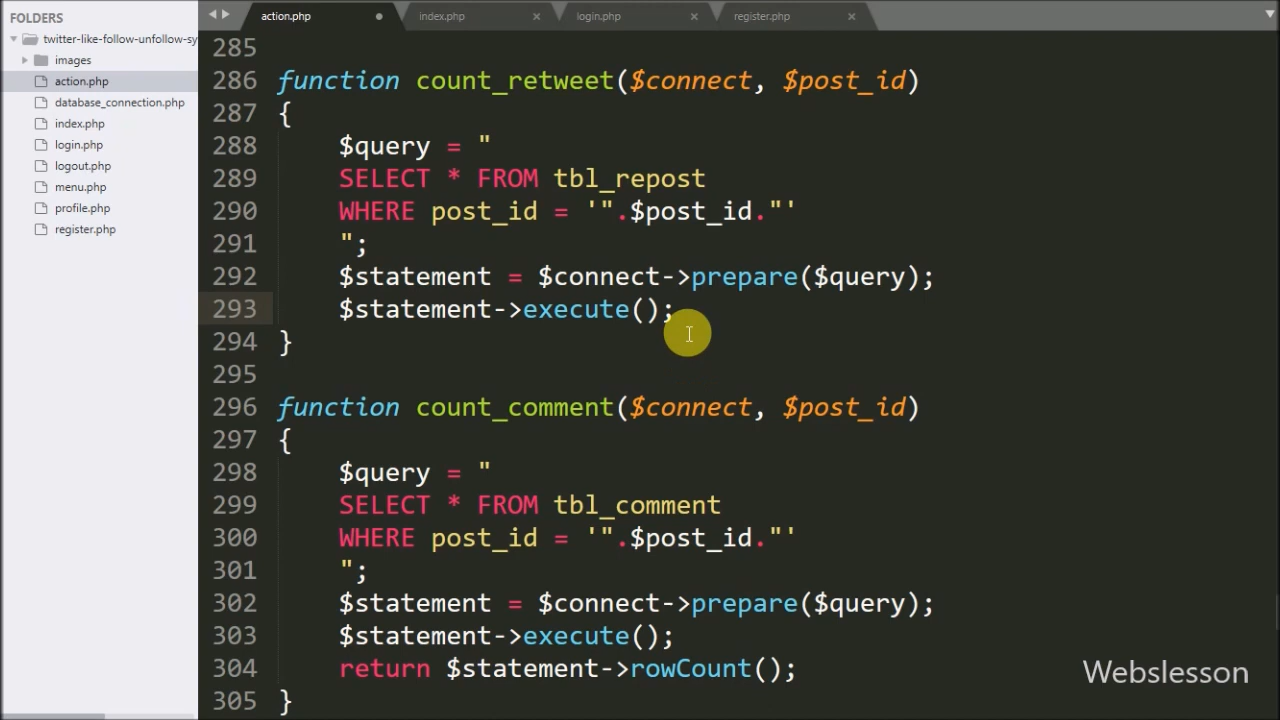 FOLDERS
twitter-like-follow-unfollow-sy
images
action.php
database_connection.php
index.php
login.php
logout.php
menu.php
profile.php
register.php
action.php index.php login.php register.php
285
286 function count_retweet($connect, $post_id)
287 {
288 $query = "
289 SELECT * FROM tbl_repost
290 WHERE post_id = '".$post_id."'
291 ";
292 $statement = $connect->prepare($query);
293 $statement->execute();
294 }
295
296 function count_comment($connect, $post_id)
297 {
298 $query = "
299 SELECT * FROM tbl_comment
300 WHERE post_id = '".$post_id."'
301 ";
302 $statement = $connect->prepare($query);
303 $statement->execute();
304 return $statement->rowCount();
305 }
Webslesson